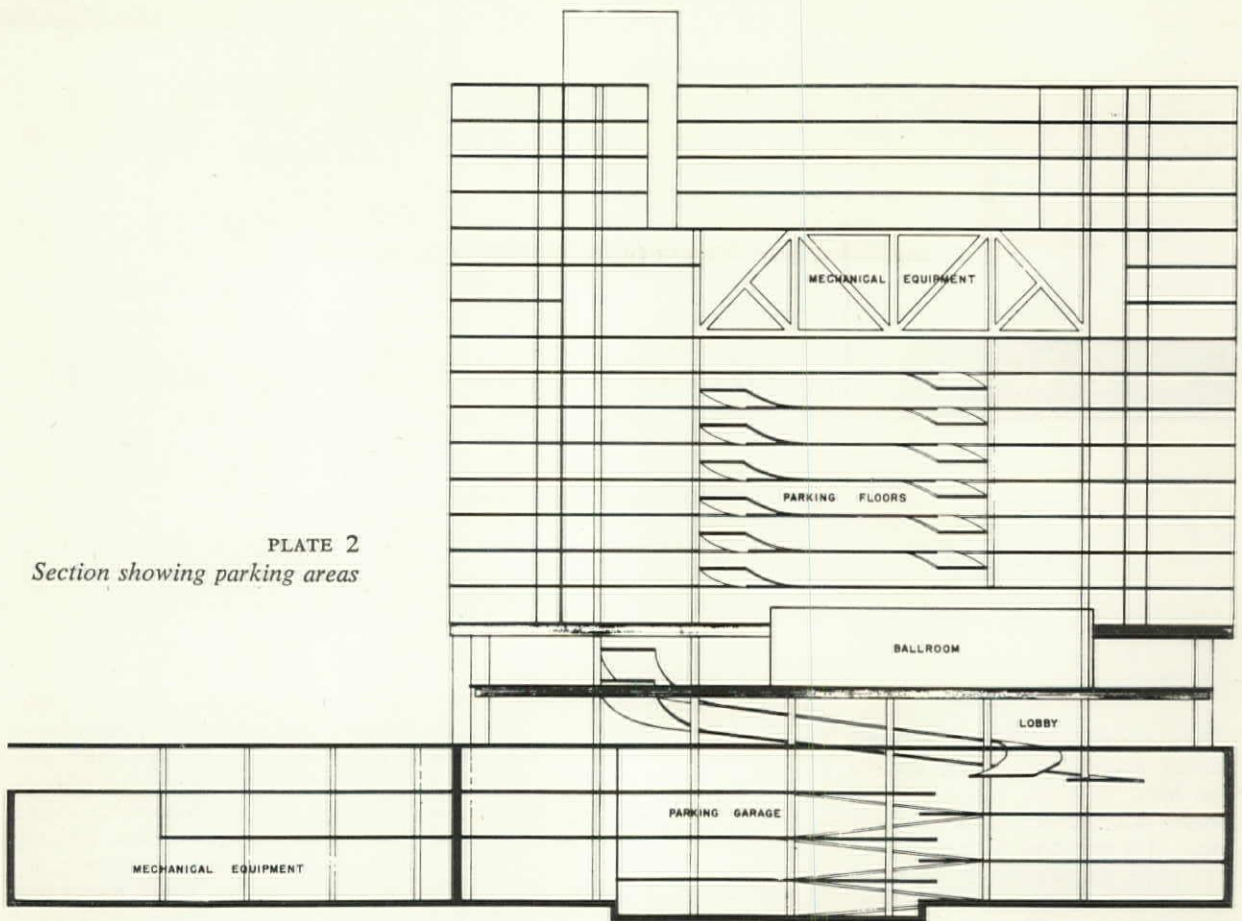 MECHANICAL EQUIPMENT
PARKING FLOORS
PLATE 2
Section showing parking areas
BALLROOM
LOBBY
PARKING GARAGE
MECHANICAL EQUIPMENT